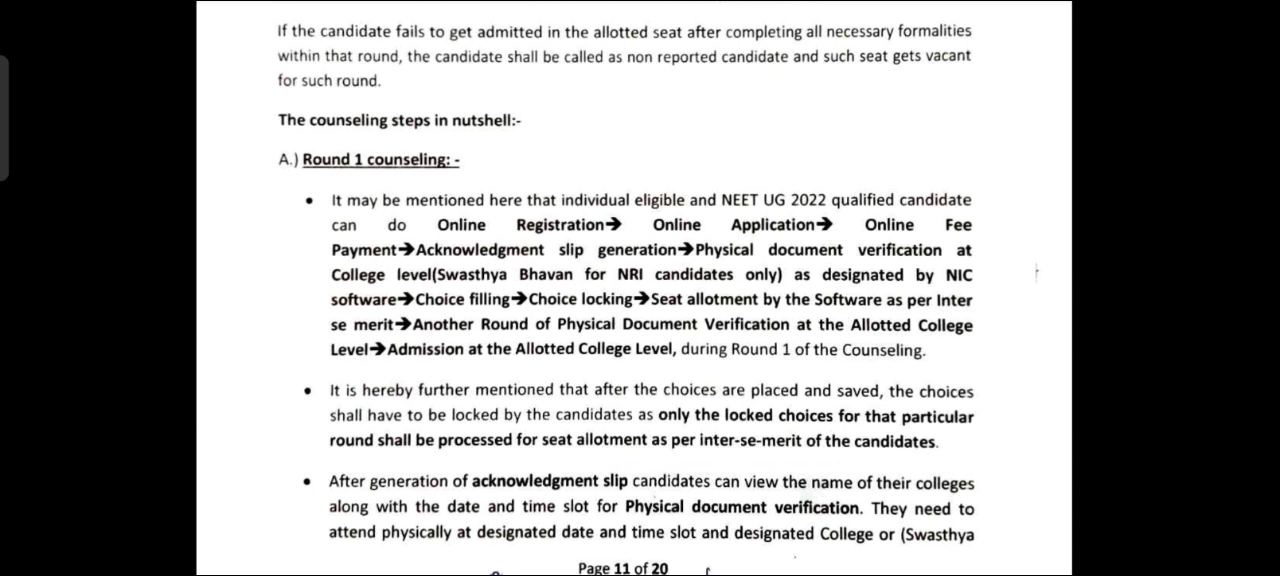 If the candidate fails to get admitted in the allotted seat after completing all necessary formalities
within that round, the candidate shall be called as non reported candidate and such seat gets vacant
for such round.
The counseling steps in nutshell:-
A.) Round 1 counseling: -
• It may be mentioned here that individual eligible and NEET UG 2022 qualified candidate
can do Online Registration→ Online Application→ Online Fee
Payment→Acknowledgment slip generation→Physical document verification at
College level(Swasthya Bhavan for NRI candidates only) as designated by NIC
software→Choice filling→Choice locking→Seat allotment by the Software as per Inter
se merit→Another Round of Physical Document Verification at the Allotted College
Level→Admission at the Allotted College Level, during Round 1 of the Counseling.
• It is hereby further mentioned that after the choices are placed and saved, the choices
shall have to be locked by the candidates as only the locked choices for that particular
round shall be processed for seat allotment as per inter-se-merit of the candidates.
• After generation of acknowledgment slip candidates can view the name of their colleges
along with the date and time slot for Physical document verification. They need to
attend physically at designated date and time slot and designated College or (Swasthya
Page 11 of 20